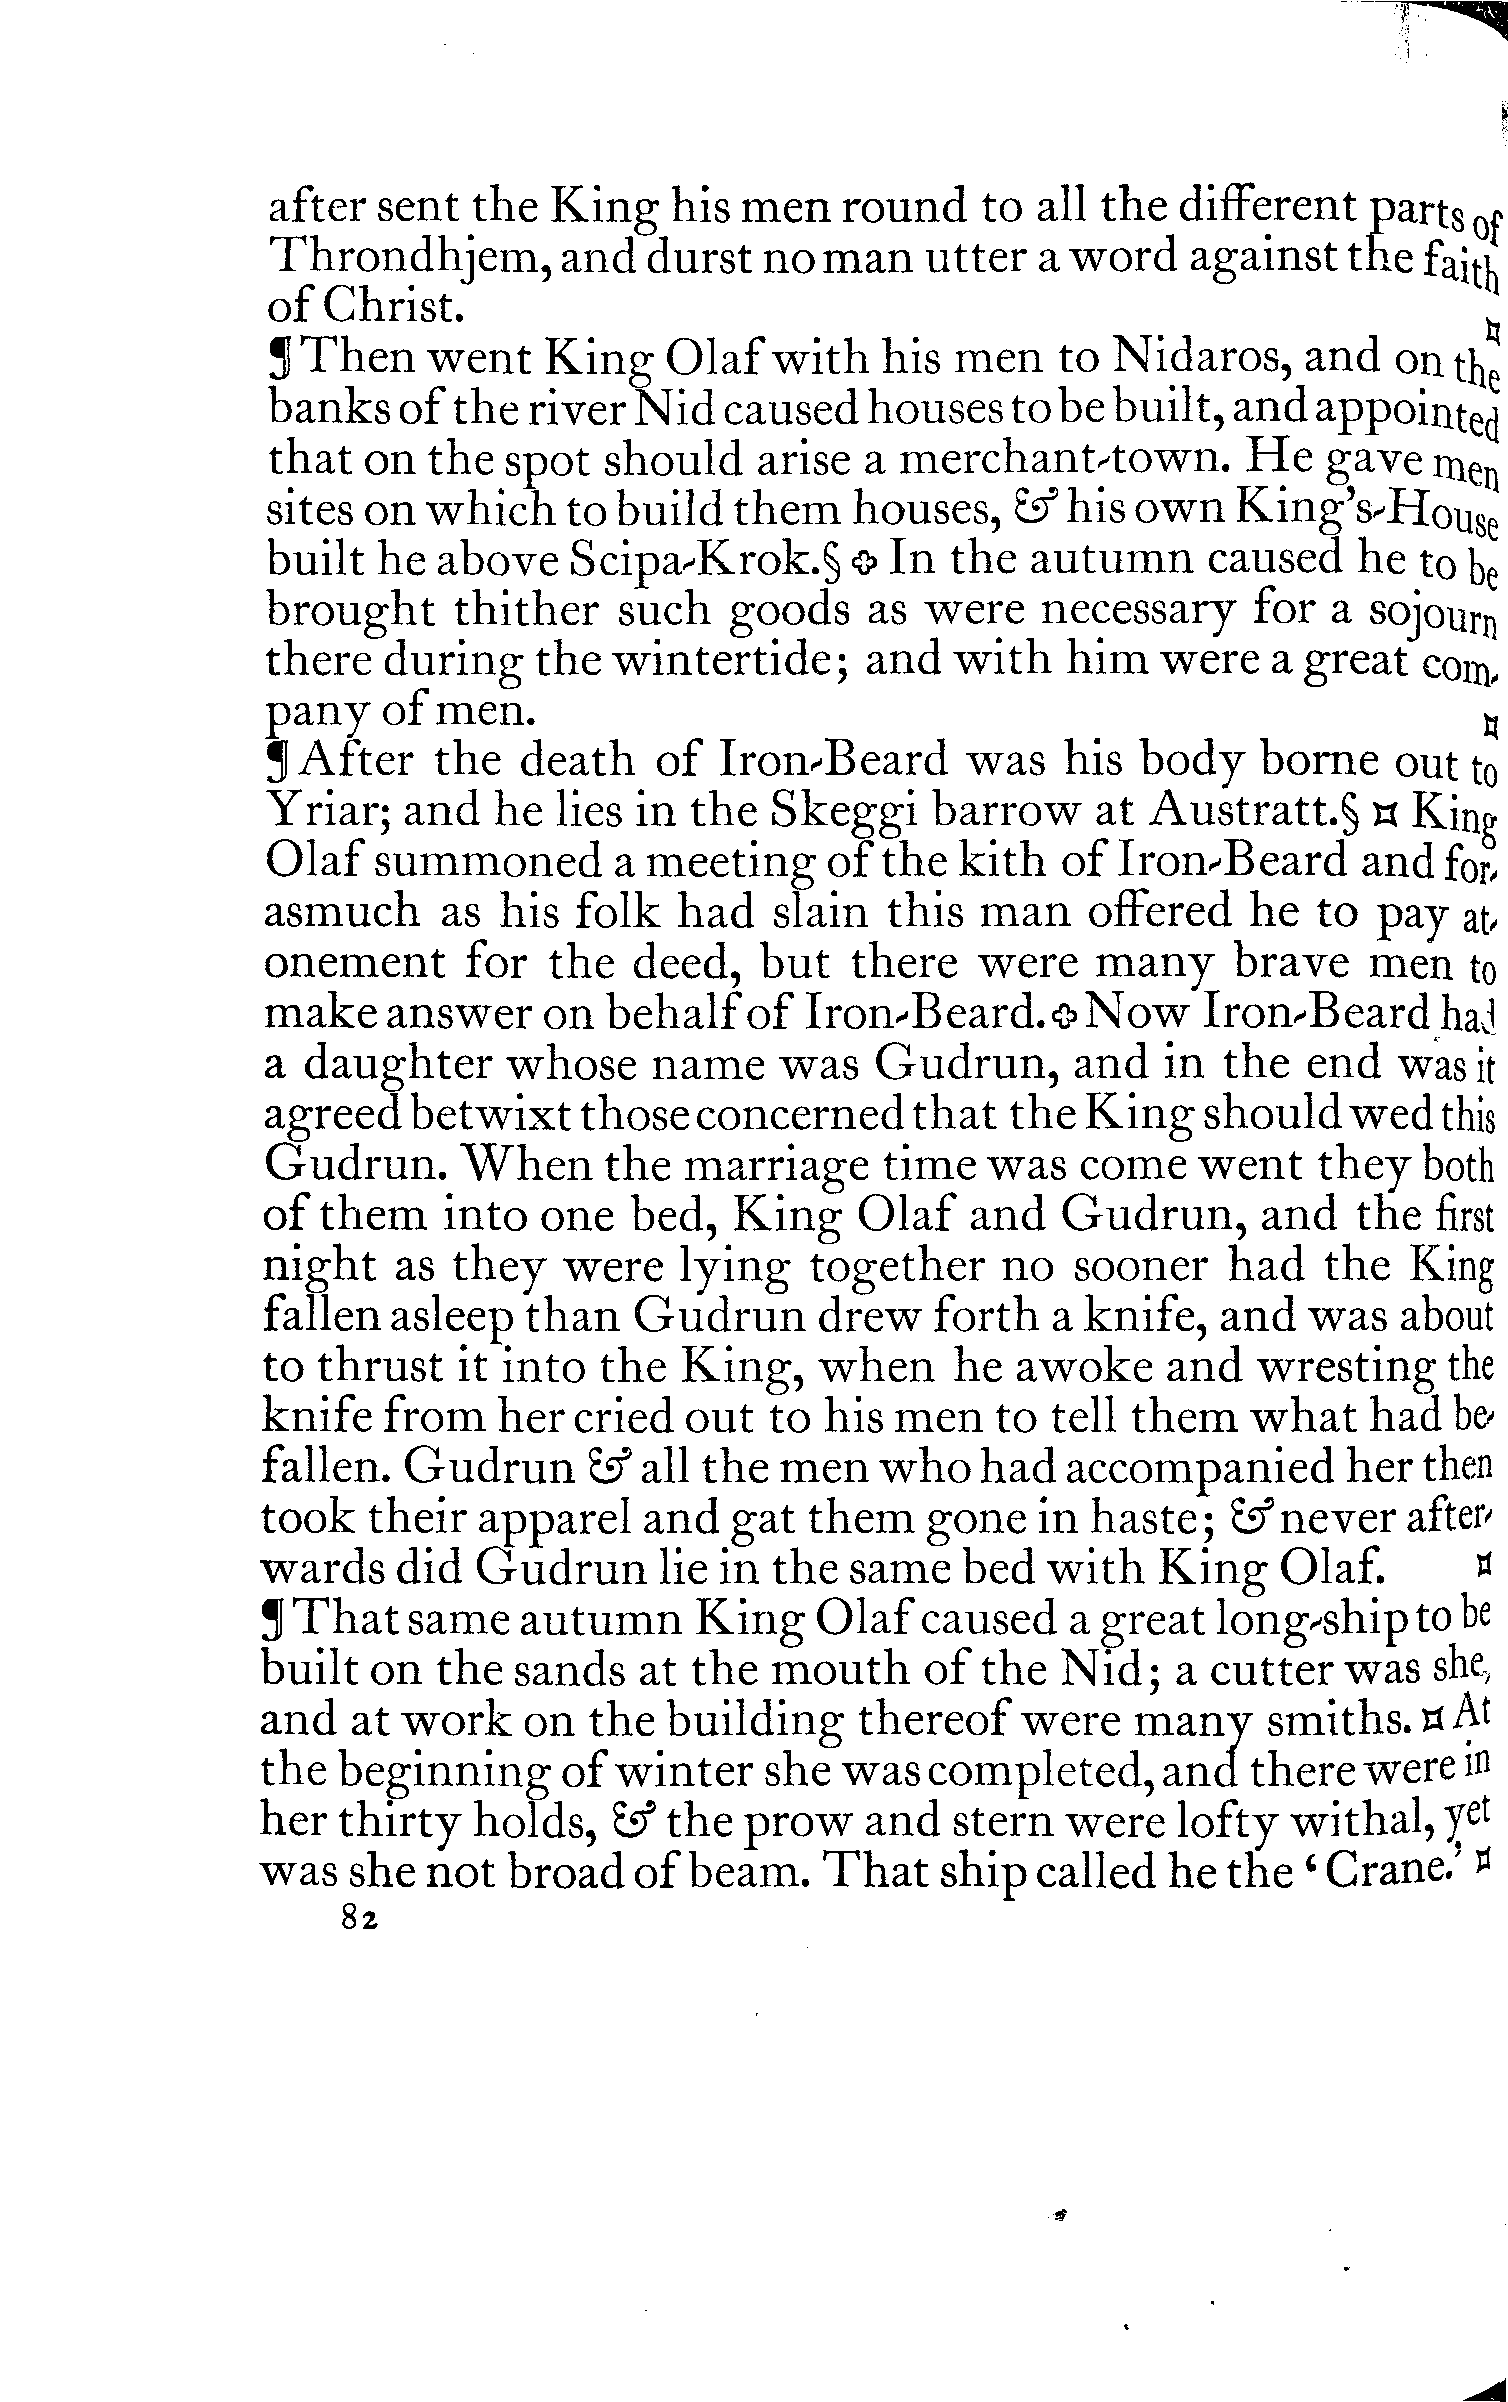 after sent the King his men round to all the different parts of
Throndhjem, and durst no man utter a word against the faith
of Christ. ¤
¶ Then went King Olaf with his men to Nidaros, and on the
banks of the river Nid caused houses to be built, and appointed
that on the spot should arise a merchant-town. He gave men
sites on which to build them houses, & his own King's-House
built he above Scipa-Krok.§ ✤ In the autumn caused he to be
brought thither such goods as were necessary for a sojourn
there during the wintertide; and with him were a great com-
pany of men. ¤
¶ After the death of Iron-Beard was his body borne out to
Yriar; and he lies in the Skeggi barrow at Austratt.§ ¤ King
Olaf summoned a meeting of the kith of Iron-Beard and for-
asmuch as his folk had slain this man offered he to pay at-
onement for the deed, but there were many brave men to
make answer on behalf of Iron-Beard. ✤ Now Iron-Beard had
a daughter whose name was Gudrun, and in the end was it
agreed betwixt those concerned that the King should wed this
Gudrun. When the marriage time was come went they both
of them into one bed, King Olaf and Gudrun, and the first
night as they were lying together no sooner had the King
fallen asleep than Gudrun drew forth a knife, and was about
to thrust it into the King, when he awoke and wresting the
knife from her cried out to his men to tell them what had be-
fallen. Gudrun & all the men who had accompanied her then
took their apparel and gat them gone in haste; & never after-
wards did Gudrun lie in the same bed with King Olaf. ¤
¶ That same autumn King Olaf caused a great long-ship to be
built on the sands at the mouth of the Nid; a cutter was she,
and at work on the building thereof were many smiths. ¤ At
the beginning of winter she was completed, and there were in
her thirty holds, & the prow and stern were lofty withal, yet
was she not broad of beam. That ship called he the 'Crane.' ¤
82